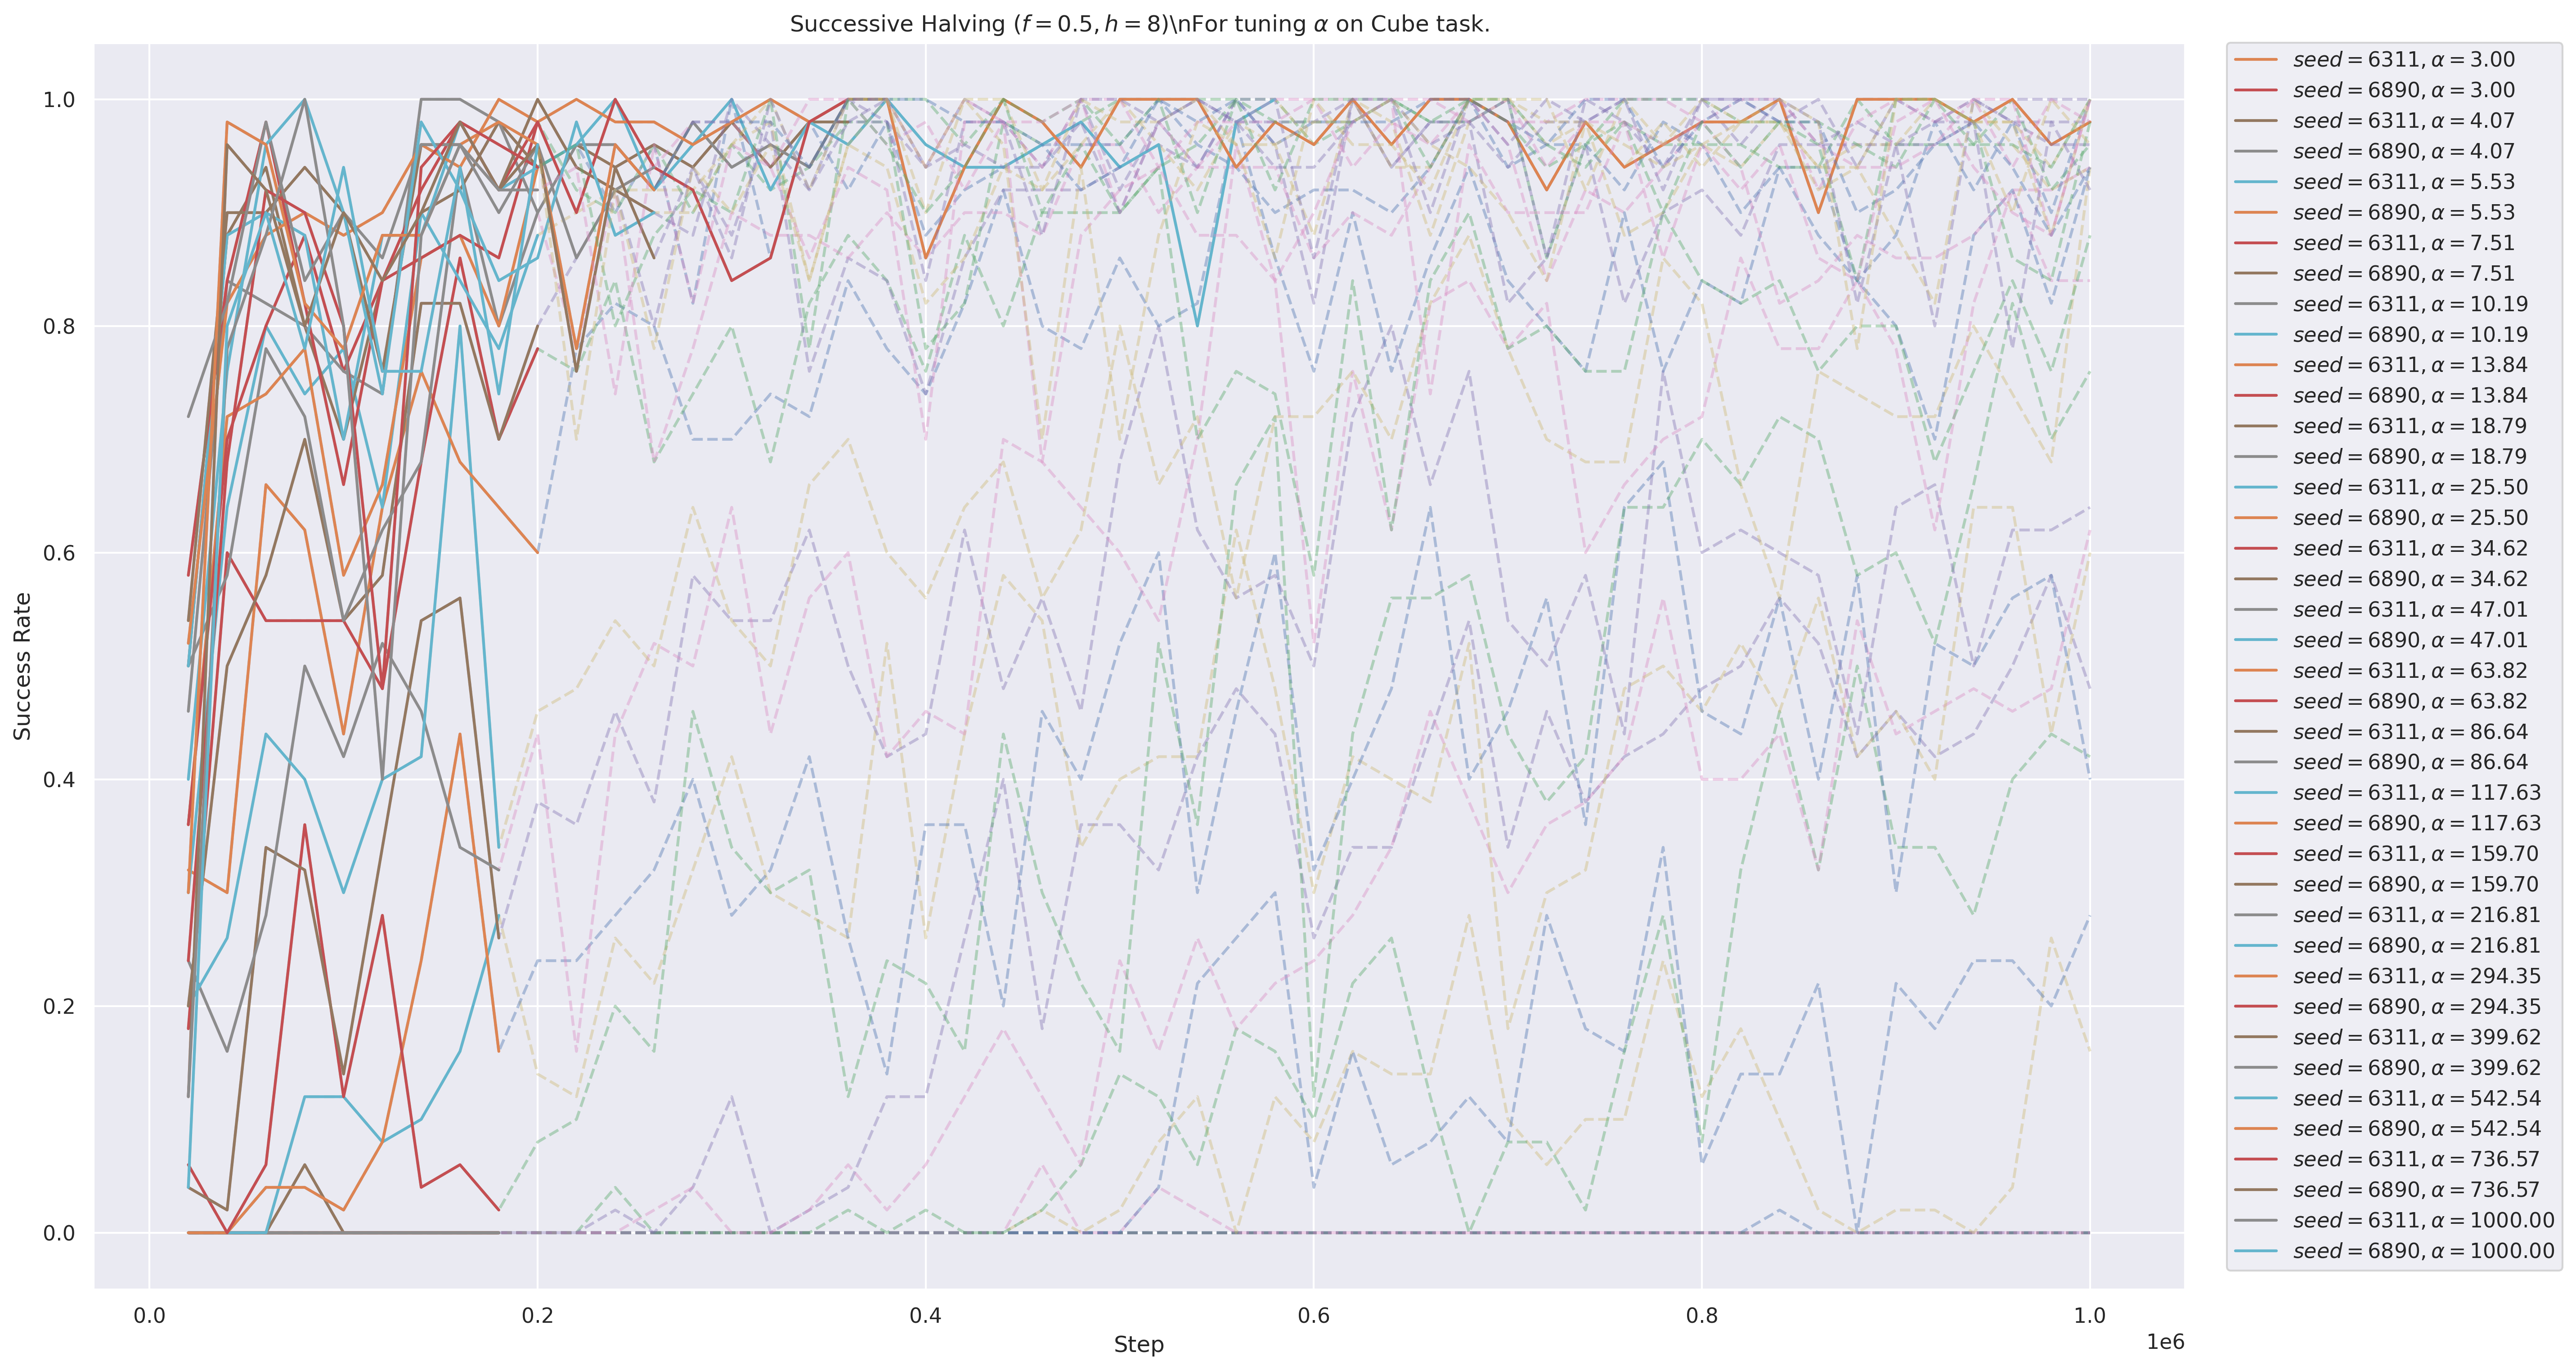 Successive Halving (f = 0.5, h = 8)\nFor tuning α on Cube task.
1.0
0.8
0.6
0.4
0.2
0.0
Success Rate
0.0 0.2 0.4 0.6 0.8 1.0
1e6
Step
seed = 6311, α = 3.00
seed = 6890, α = 3.00
seed = 6311, α = 4.07
seed = 6890, α = 4.07
seed = 6311, α = 5.53
seed = 6890, α = 5.53
seed = 6311, α = 7.51
seed = 6890, α = 7.51
seed = 6311, α = 10.19
seed = 6890, α = 10.19
seed = 6311, α = 13.84
seed = 6890, α = 13.84
seed = 6311, α = 18.79
seed = 6890, α = 18.79
seed = 6311, α = 25.50
seed = 6890, α = 25.50
seed = 6311, α = 34.62
seed = 6890, α = 34.62
seed = 6311, α = 47.01
seed = 6890, α = 47.01
seed = 6311, α = 63.82
seed = 6890, α = 63.82
seed = 6311, α = 86.64
seed = 6890, α = 86.64
seed = 6311, α = 117.63
seed = 6890, α = 117.63
seed = 6311, α = 159.70
seed = 6890, α = 159.70
seed = 6311, α = 216.81
seed = 6890, α = 216.81
seed = 6311, α = 294.35
seed = 6890, α = 294.35
seed = 6311, α = 399.62
seed = 6890, α = 399.62
seed = 6311, α = 542.54
seed = 6890, α = 542.54
seed = 6311, α = 736.57
seed = 6890, α = 736.57
seed = 6311, α = 1000.00
seed = 6890, α = 1000.00